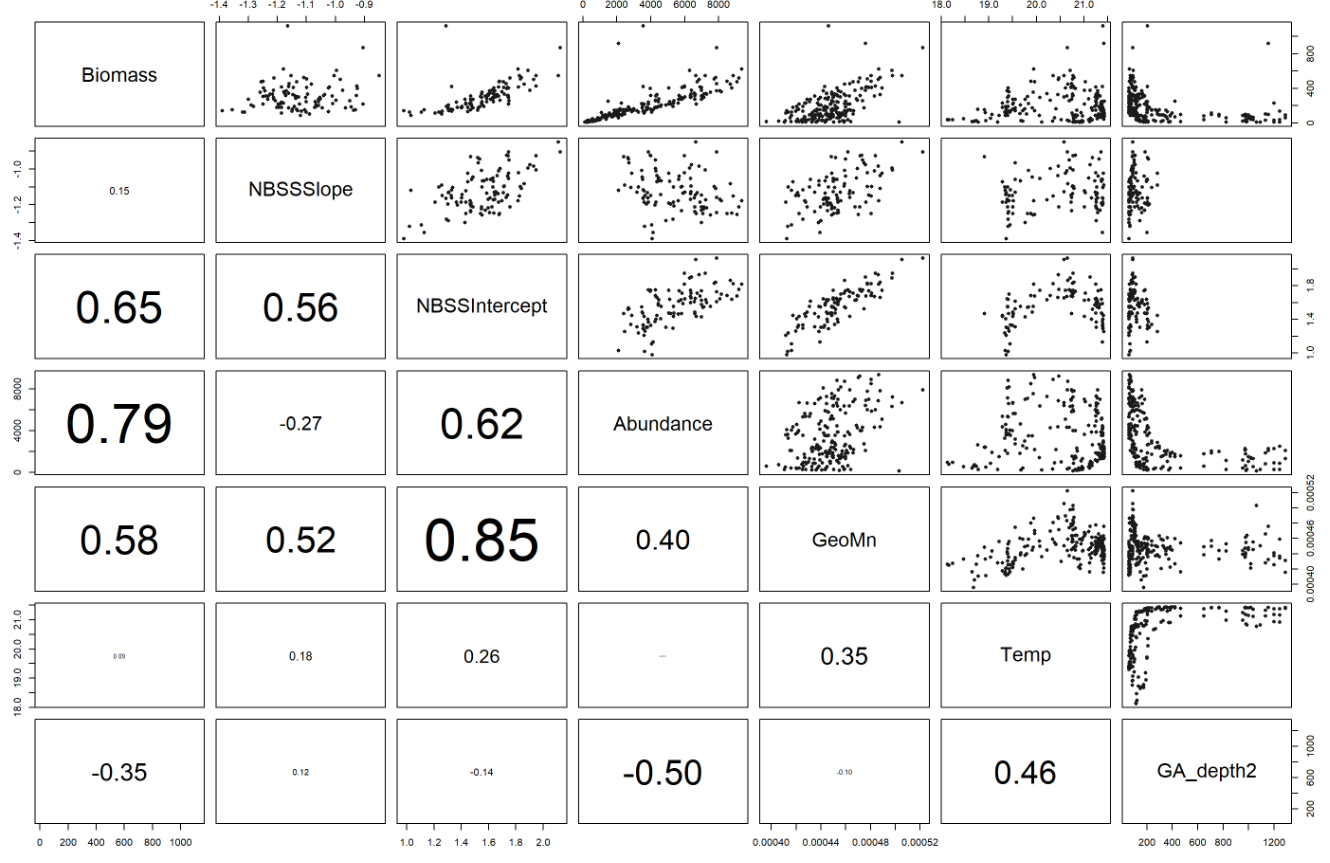 -1.4 -1.3 -1.2 -1.1 -1.0 -0.9 0 2000 4000 6000 8000 18.0 19.0 20.0 21.0
Biomass 0 200 400 800
-1.4 -1.2 -1.0 0.15 NBSSSlope
0.65 0.56 NBSSIntercept 1.0 1.4 1.8
0 4000 8000 0.79 -0.27 0.62 Abundance
0.58 0.52 0.85 0.40 GeoMn 0.00040 0.00046 0.00052
18.0 19.0 20.0 21.0 0.09 0.18 0.26 0.35 Temp
-0.35 0.12 -0.14 -0.50 -0.10 0.46 GA_depth2 200 600 1000
0 200 400 600 800 1000 1.0 1.2 1.4 1.6 1.8 2.0 0.00040 0.00044 0.00048 0.00052 200 400 600 800 1200